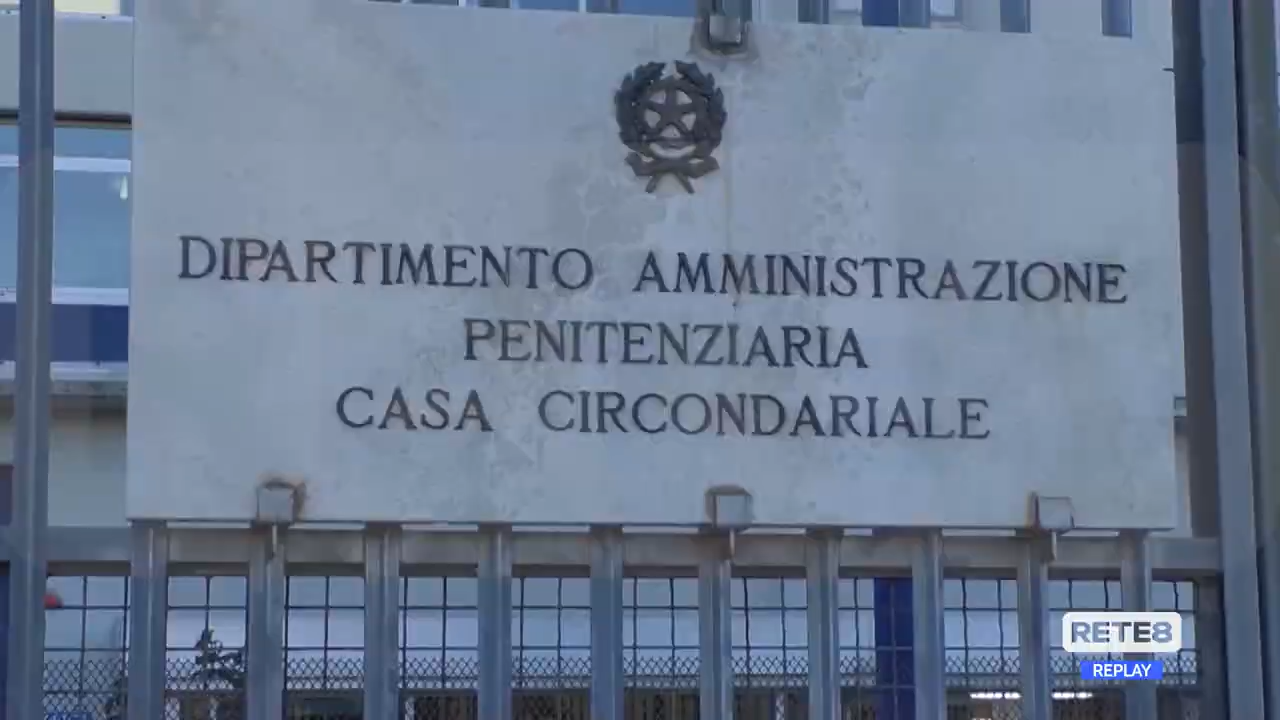 DIPARTIMENTO AMMINISTRAZIONE
PENITENZIARIA
CASA CIRCONDARIALE
RETE8
REPLAY